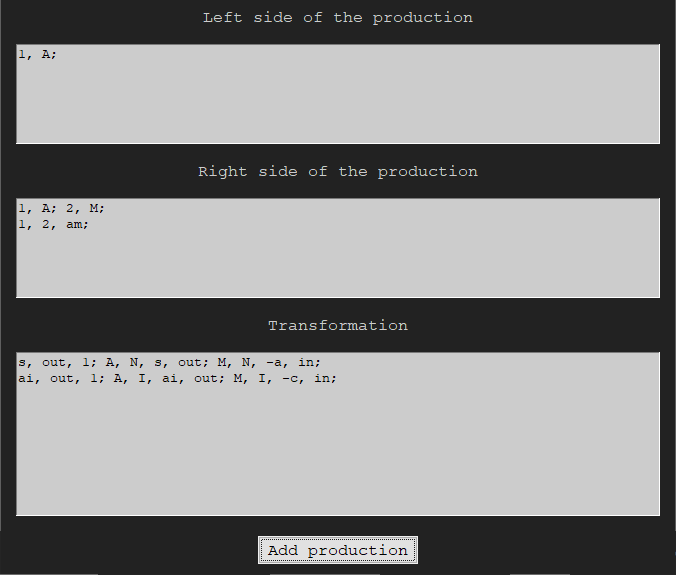 Left side of the production
1, A;
Right side of the production
1, A; 2, M;
1, 2, am;
Transformation
s, out, 1; A, N, s, out; M, N, -a, in;
ai, out, 1; A, I, ai, out; M, I, -c, in;
Add production